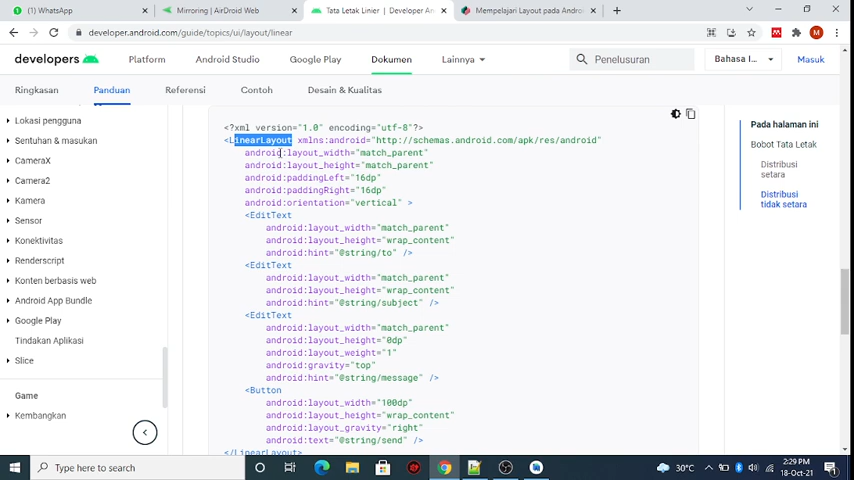 (1) WhatsApp
Mirroring | AirDroid Web
Tata Letak Linier | Developer An
Mempelajari Layout pada Androi
developer.android.com/guide/topics/ui/layout/linear
M
developers
Platform
Android Studio
Google Play
Dokumen
Lainnya
Penelusuran
Bahasa I...
Masuk
Ringkasan
Panduan
Referensi
Contoh
Desain & Kualitas
Lokasi pengguna
Sentuhan & masukan
CameraX
Camera2
Kamera
Sensor
Konektivitas
Renderscript
Konten berbasis web
Android App Bundle
Google Play
Tindakan Aplikasi
Slice
Game
Kembangkan
<?xml version="1.0" encoding="utf-8"?>
<LinearLayout xmlns:android="http://schemas.android.com/apk/res/android"
android:layout_width="match_parent"
android:layout_height="match_parent"
android:paddingLeft="16dp"
android:paddingRight="16dp"
android:orientation="vertical" >
<EditText
android:layout_width="match_parent"
android:layout_height="wrap_content"
android:hint="@string/to" />
<EditText
android:layout_width="match_parent"
android:layout_height="wrap_content"
android:hint="@string/subject" />
<EditText
android:layout_width="match_parent"
android:layout_height="0dp"
android:layout_weight="1"
android:gravity="top"
android:hint="@string/message" />
<Button
android:layout_width="100dp"
android:layout_height="wrap_content"
android:layout_gravity="right"
android:text="@string/send" />
</LinearLayout>
Pada halaman ini
Bobot Tata Letak
Distribusi
setara
Distribusi
tidak setara
Type here to search
30°C
2:29 PM
18-Oct-21